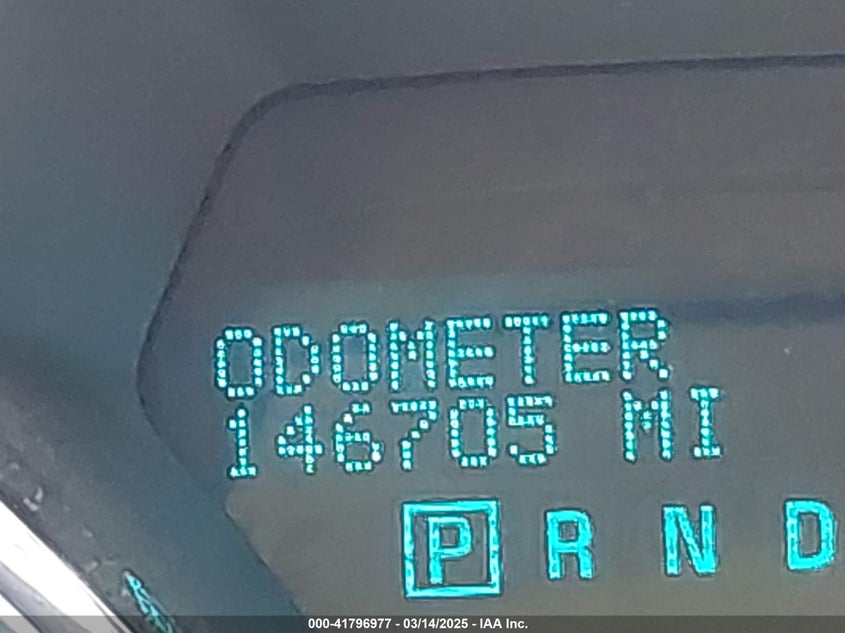 ODOMETER
146705 MI
P R N D
000-41796977 - 03/14/2025 - IAA Inc.